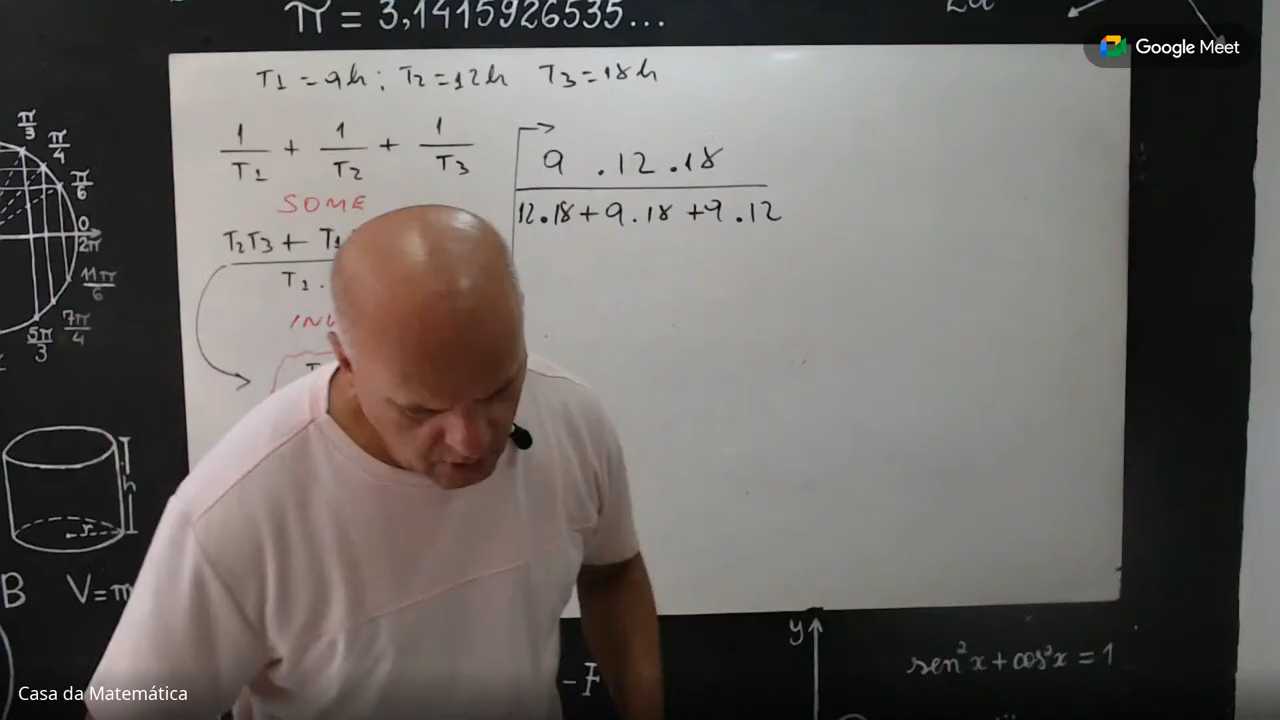 π = 3,1415926535...
2a
Google Meet
T1 = 9h; T2 = 12h T3 = 18h
1/T1 + 1/T2 + 1/T3
SOME
T2T3 + T1
T1 .
9 . 12 . 18
12.18 + 9.18 + 9.12
π/3
π/4
π/6
0
2π
11π/6
7π/4
5π/3
h
r
B V=π
-F
y
sen²x + cos²x = 1
Casa da Matemática